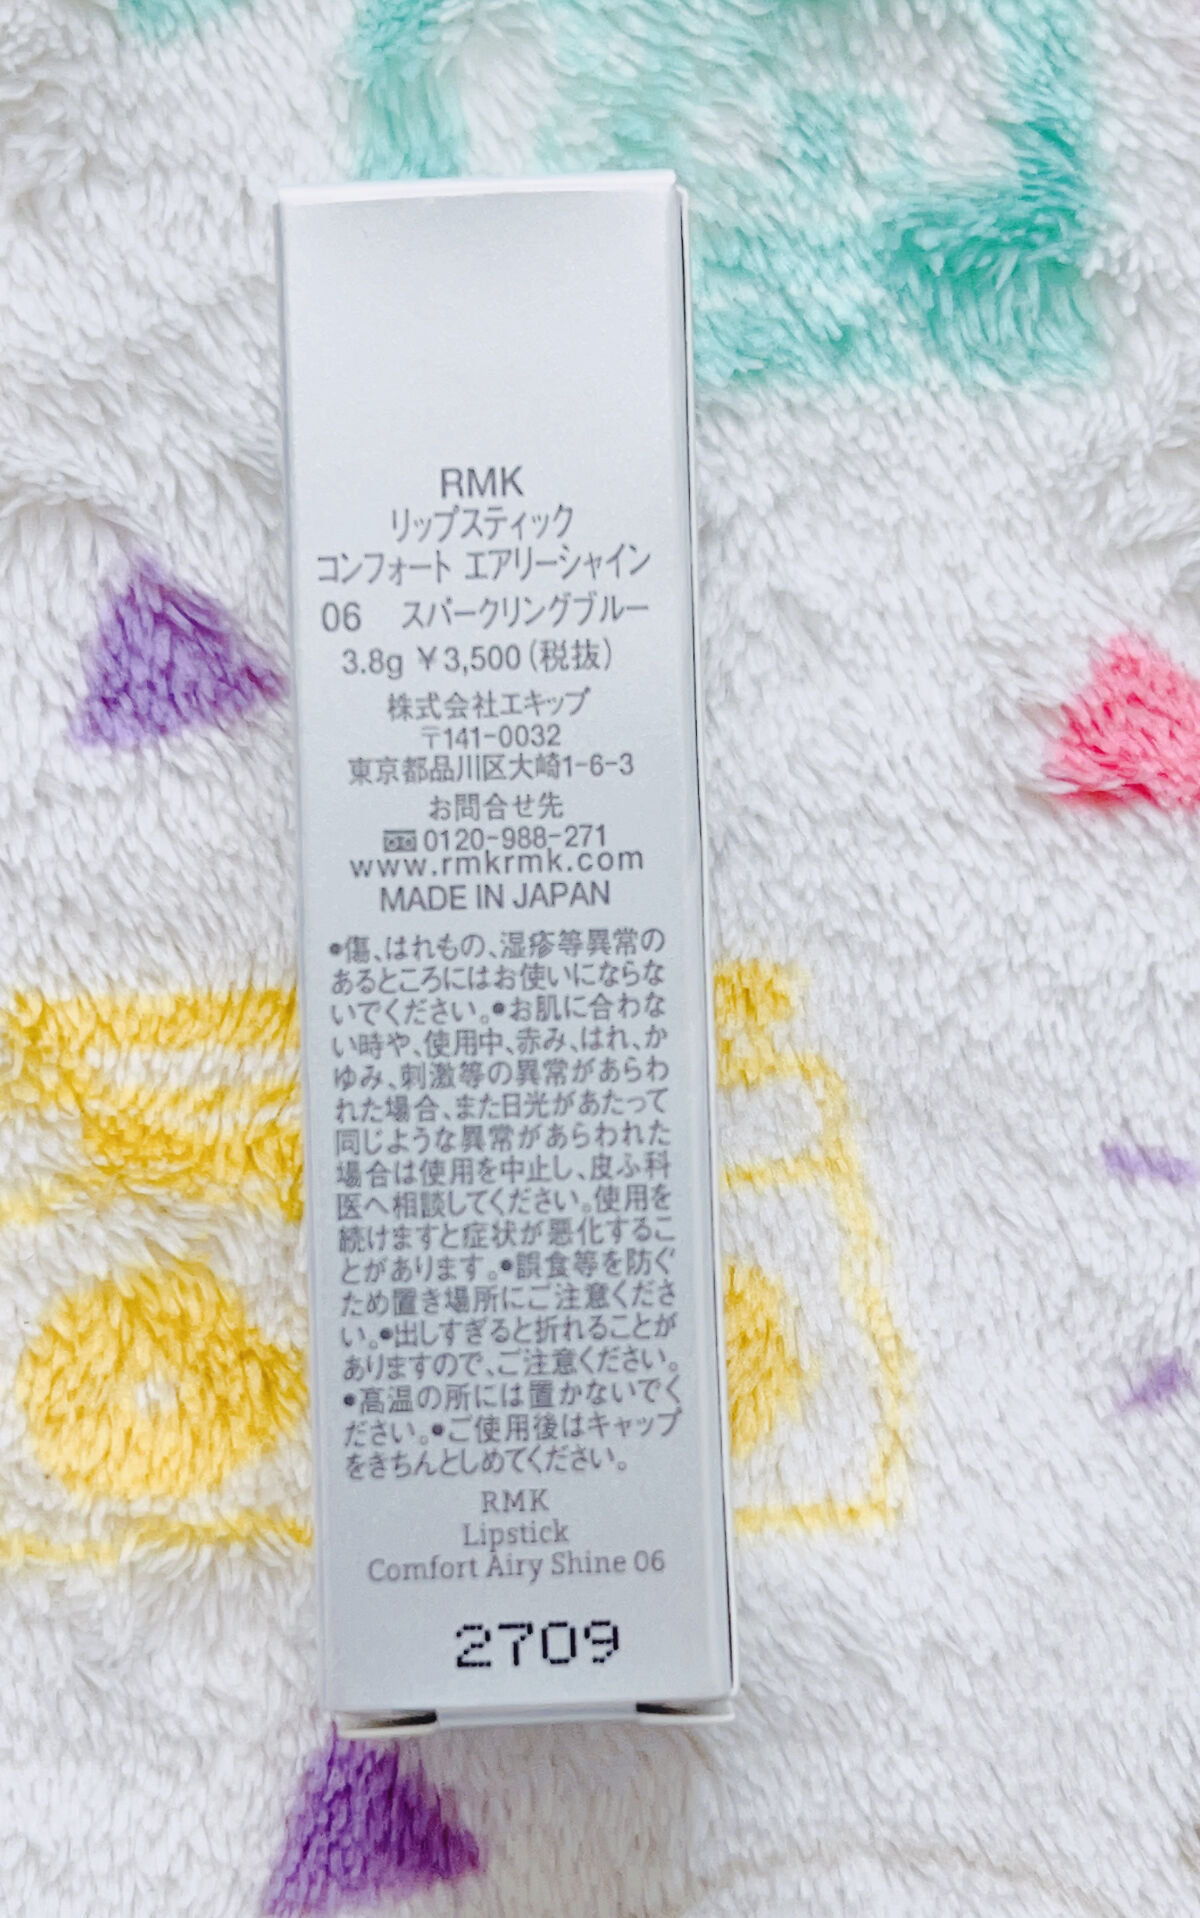 RMK
リップスティック
コンフォート エアリーシャイン
06　スパークリングブルー
3.8g ￥3,500（税抜）
株式会社エキップ
〒141-0032
東京都品川区大崎1-6-3
お問合せ先
0120-988-271
www.rmkrmk.com
MADE IN JAPAN
●傷、はれもの、湿疹等異常の
あるところにはお使いにならな
いでください。●お肌に合わな
い時や、使用中、赤み、はれ、か
ゆみ、刺激等の異常があらわ
れた場合、また日光があたって
同じような異常があらわれた
場合は使用を中止し、皮ふ科
医へ相談してください。使用を
続けますと症状が悪化するこ
とがあります。●誤食等を防ぐ
ため置き場所にご注意くださ
い。●出しすぎると折れることが
ありますので、ご注意ください。
●高温の所には置かないでく
ださい。●ご使用後はキャップ
をきちんとしめてください。
RMK
Lipstick
Comfort Airy Shine 06
2709